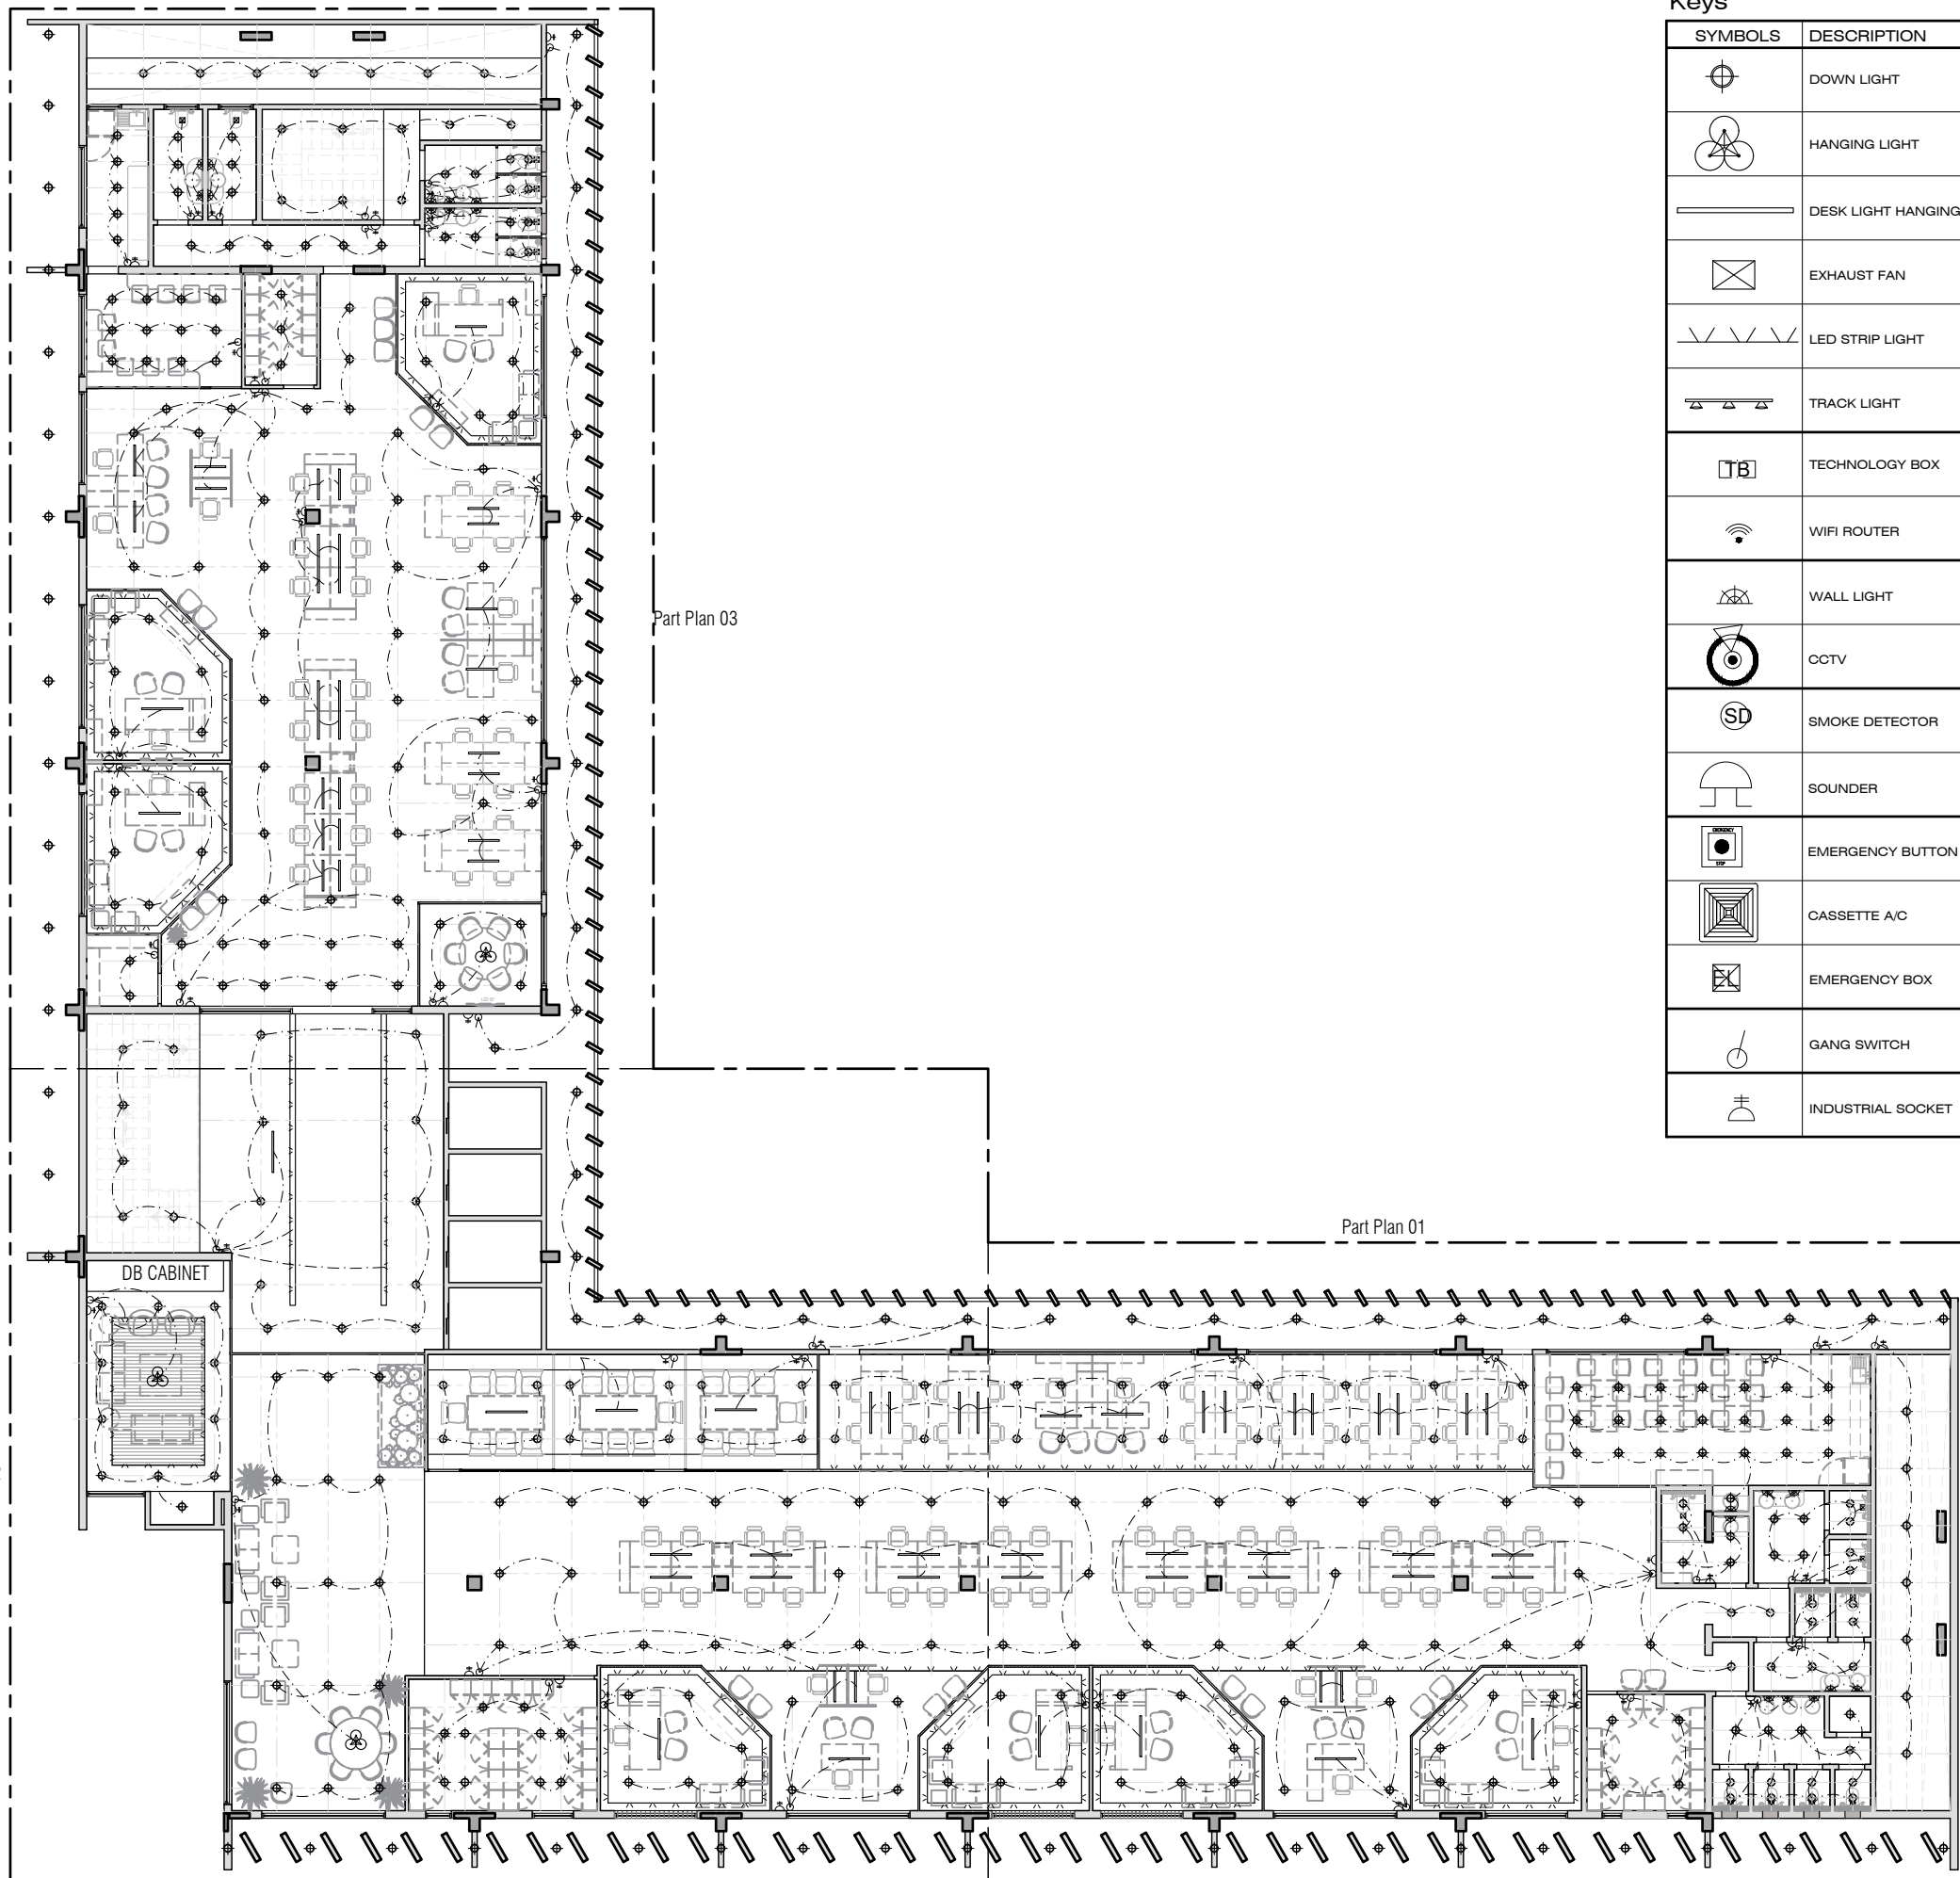 Keys
SYMBOLS DESCRIPTION
DOWN LIGHT
HANGING LIGHT
DESK LIGHT HANGING
EXHAUST FAN
LED STRIP LIGHT
TRACK LIGHT
TB TECHNOLOGY BOX
WIFI ROUTER
WALL LIGHT
CCTV
SD SMOKE DETECTOR
SOUNDER
EMERGENCY BUTTON
CASSETTE A/C
EL EMERGENCY BOX
GANG SWITCH
INDUSTRIAL SOCKET
Part Plan 03
Part Plan 01
DB CABINET